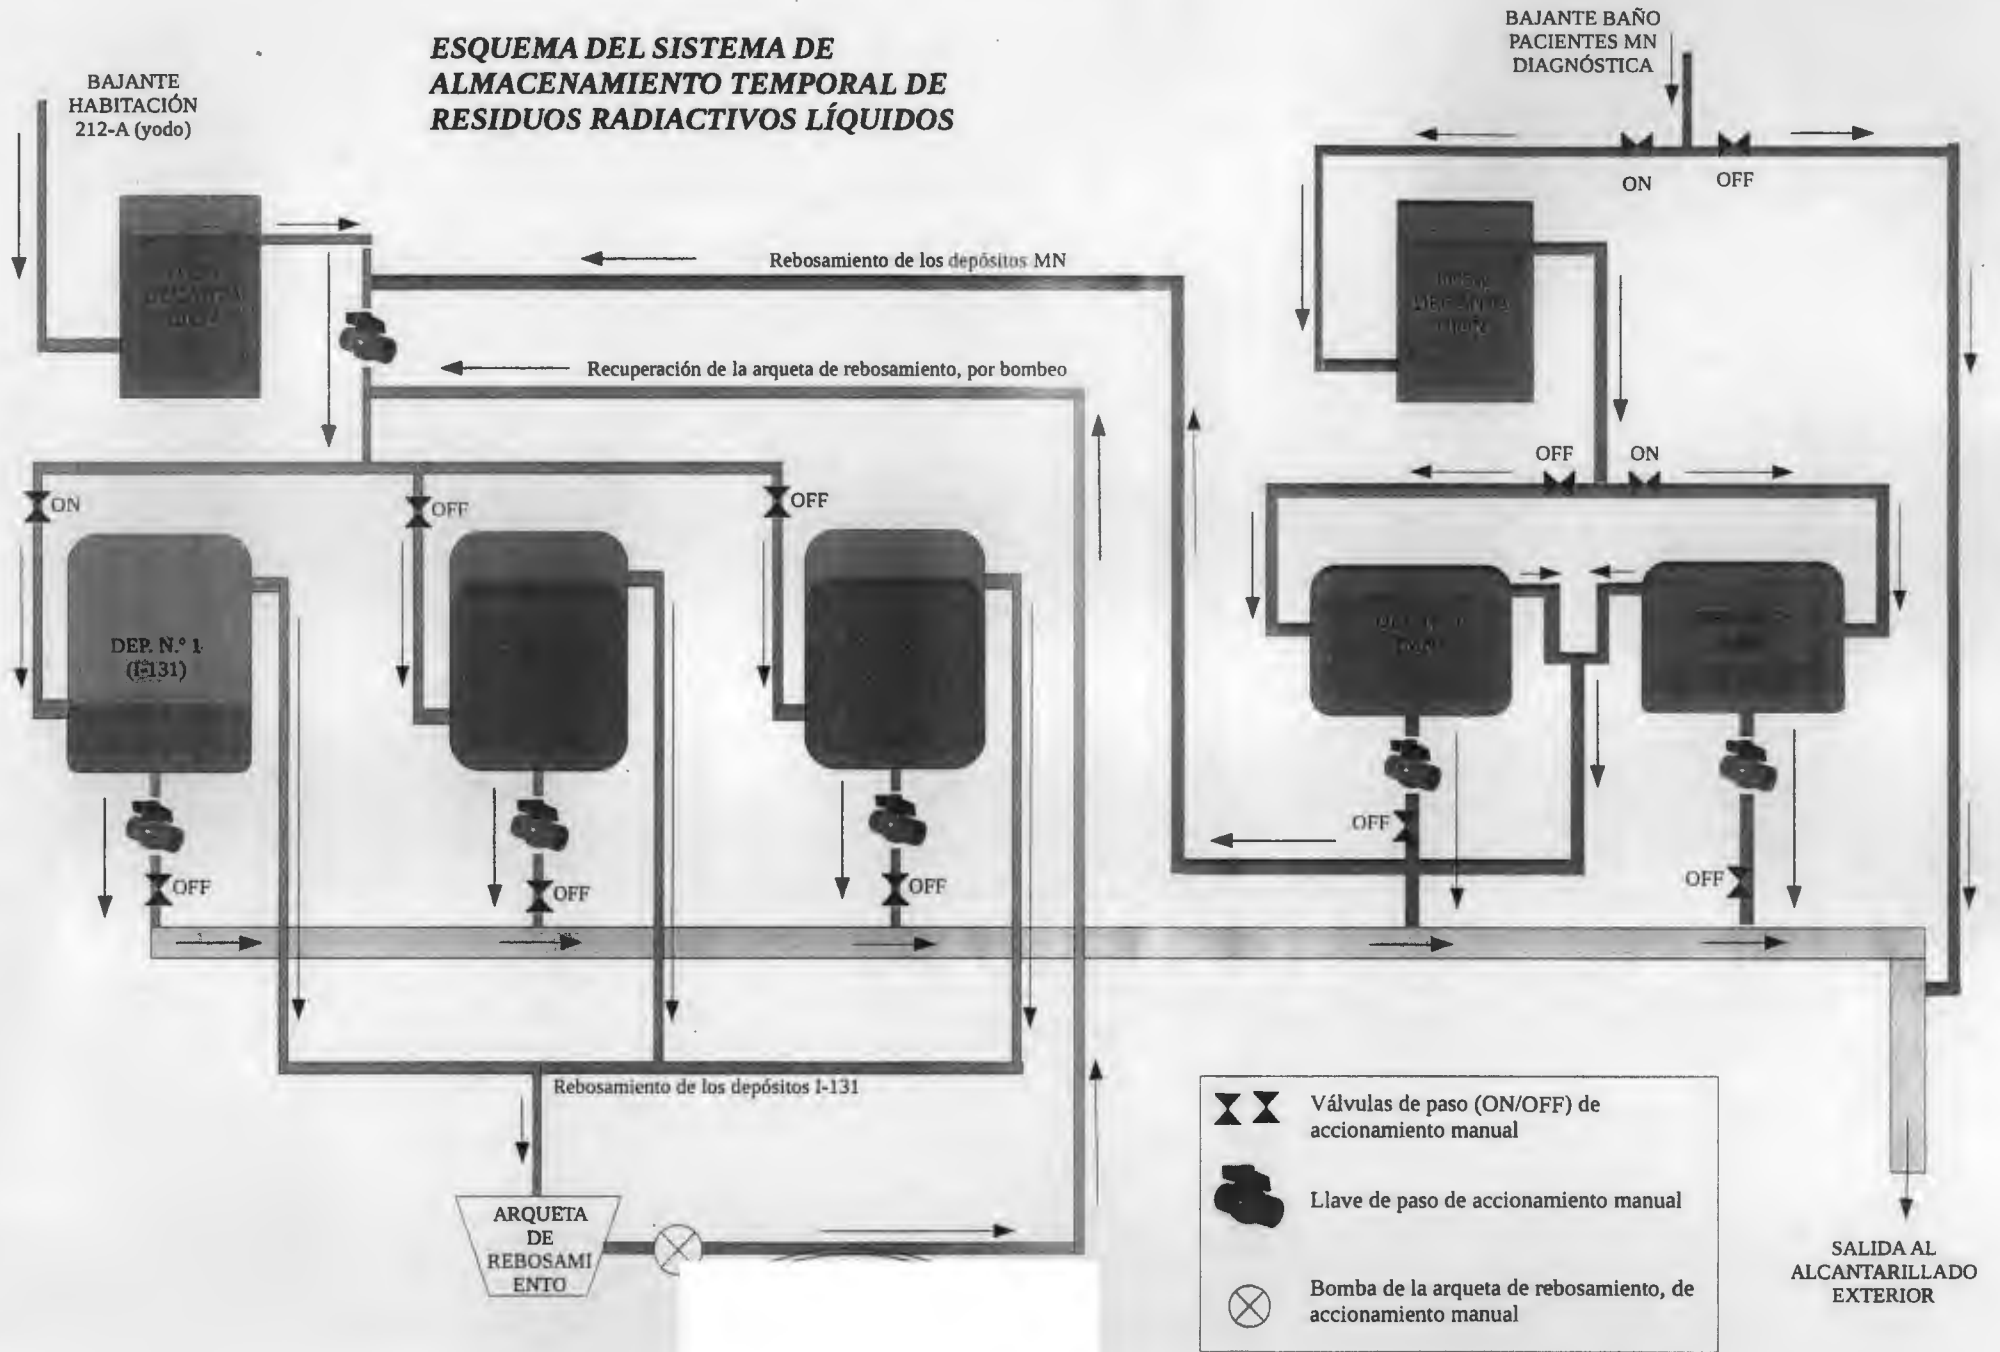 ESQUEMA DEL SISTEMA DE
ALMACENAMIENTO TEMPORAL DE
RESIDUOS RADIACTIVOS LÍQUIDOS
BAJANTE
HABITACIÓN
212-A (yodo)
BAJANTE BAÑO
PACIENTES MN
DIAGNÓSTICA
ON
OFF
Rebosamiento de los depósitos MN
Recuperación de la arqueta de rebosamiento, por bombeo
OFF
ON
ON
OFF
OFF
DEP. N.º 1
(I-131)
OFF
OFF
OFF
OFF
OFF
Rebosamiento de los depósitos I-131
ARQUETA
DE
REBOSAMI
ENTO
Válvulas de paso (ON/OFF) de
accionamiento manual
Llave de paso de accionamiento manual
Bomba de la arqueta de rebosamiento, de
accionamiento manual
SALIDA AL
ALCANTARILLADO
EXTERIOR